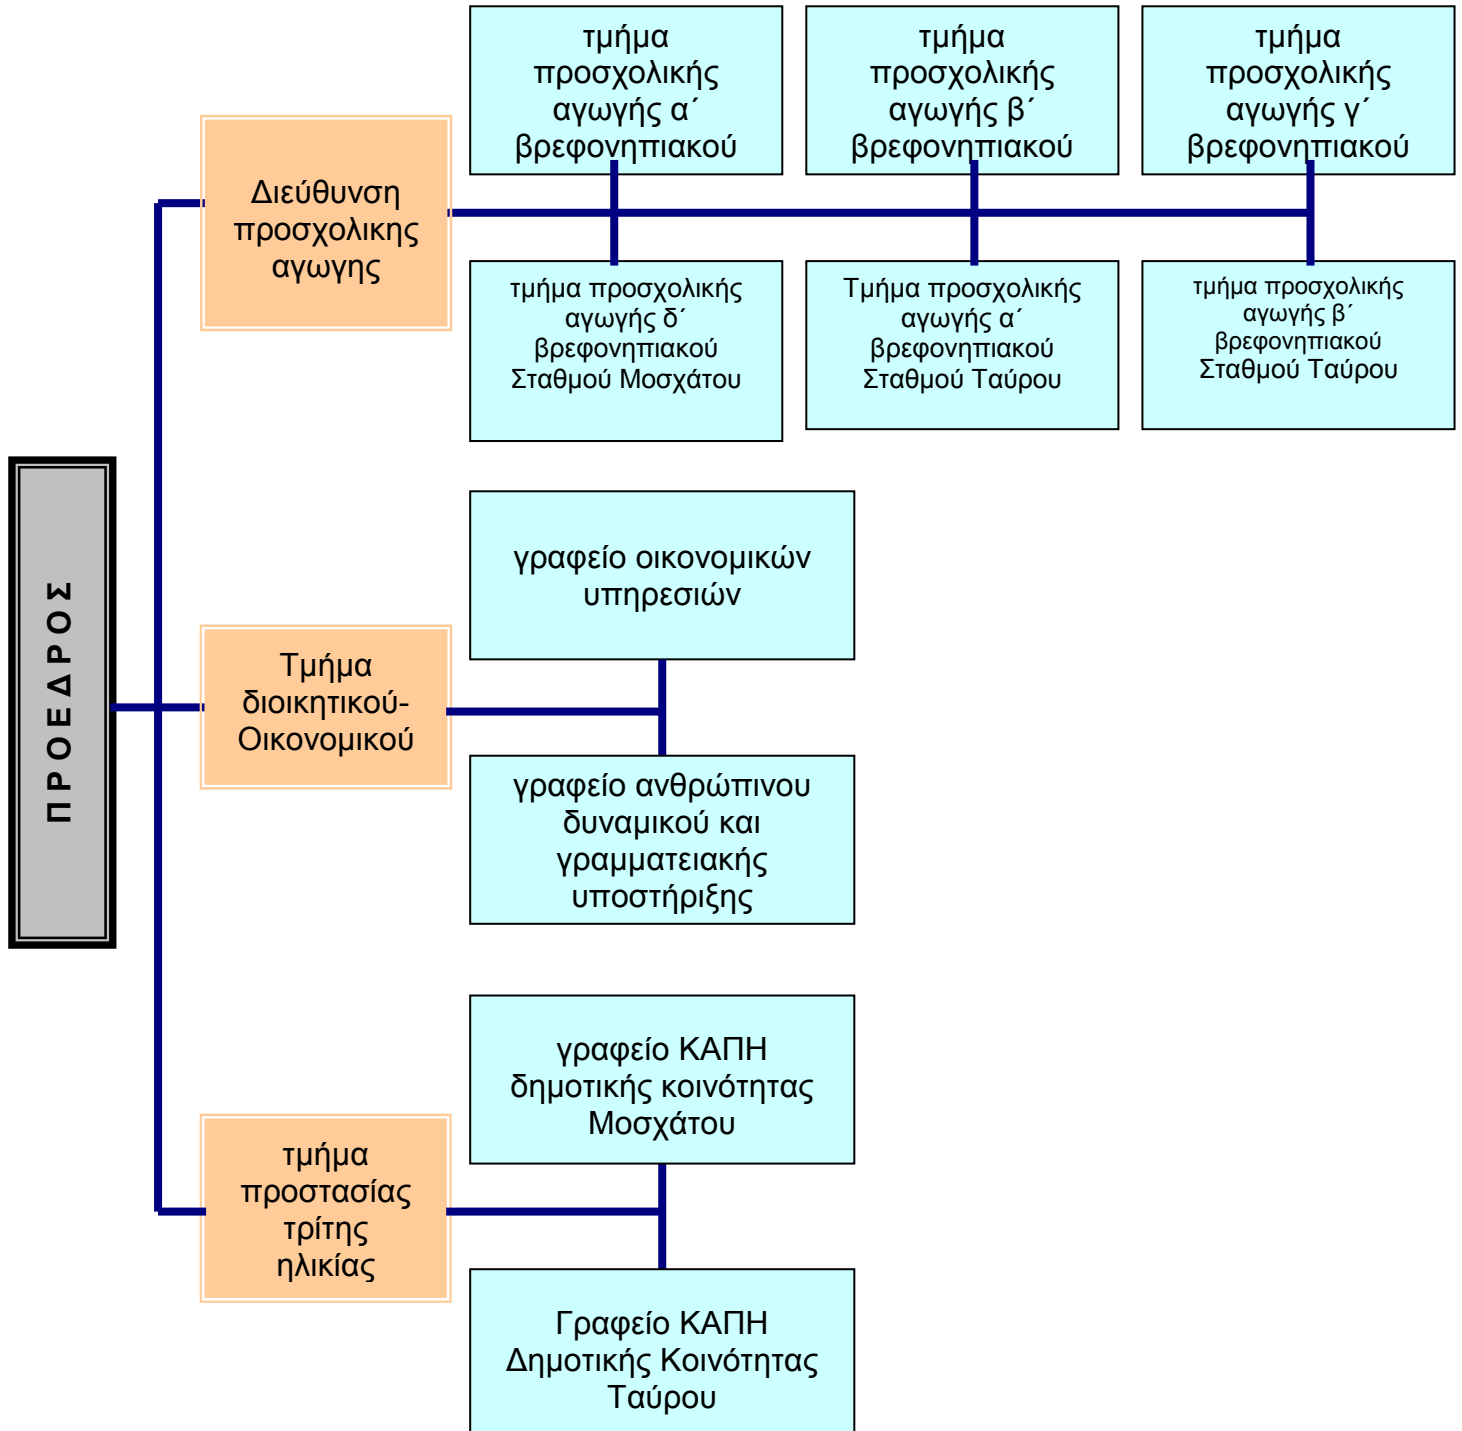 τμήμα
προσχολικής
αγωγής α΄
βρεφονηπιακού
τμήμα
προσχολικής
αγωγής β΄
βρεφονηπιακού
τμήμα
προσχολικής
αγωγής γ΄
βρεφονηπιακού
Διεύθυνση
προσχολικης
αγωγης
τμήμα προσχολικής
αγωγής δ΄
βρεφονηπιακού
Σταθμού Μοσχάτου
Τμήμα προσχολικής
αγωγής α΄
βρεφονηπιακού
Σταθμού Ταύρου
τμήμα προσχολικής
αγωγής β΄
βρεφονηπιακού
Σταθμού Ταύρου
Π Ρ Ο Ε Δ Ρ Ο Σ
γραφείο οικονομικών
υπηρεσιών
Τμήμα
διοικητικού-
Οικονομικού
γραφείο ανθρώπινου
δυναμικού και
γραμματειακής
υποστήριξης
γραφείο ΚΑΠΗ
δημοτικής κοινότητας
Μοσχάτου
τμήμα
προστασίας
τρίτης
ηλικίας
Γραφείο ΚΑΠΗ
Δημοτικής Κοινότητας
Ταύρου